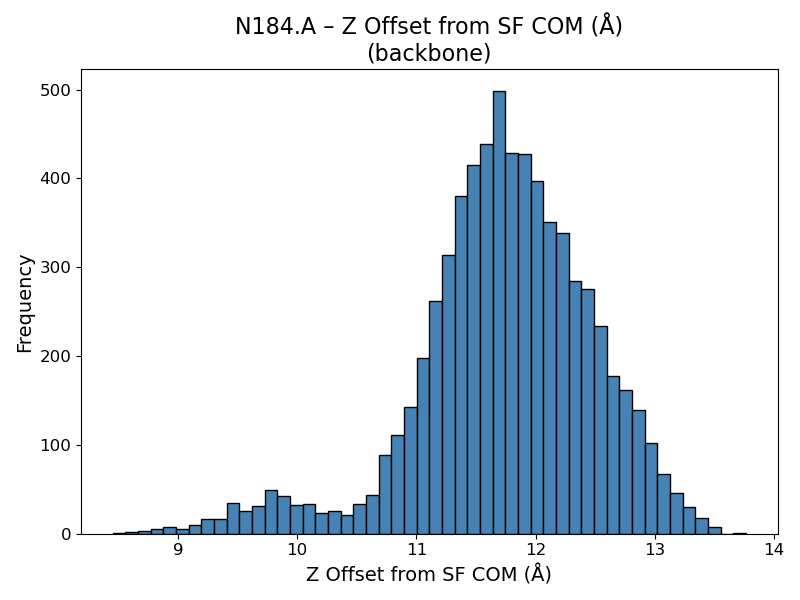 N184.A – Z Offset from SF COM (Å)
(backbone)
500
400
300
200
100
0
Frequency
9 10 11 12 13 14
Z Offset from SF COM (Å)